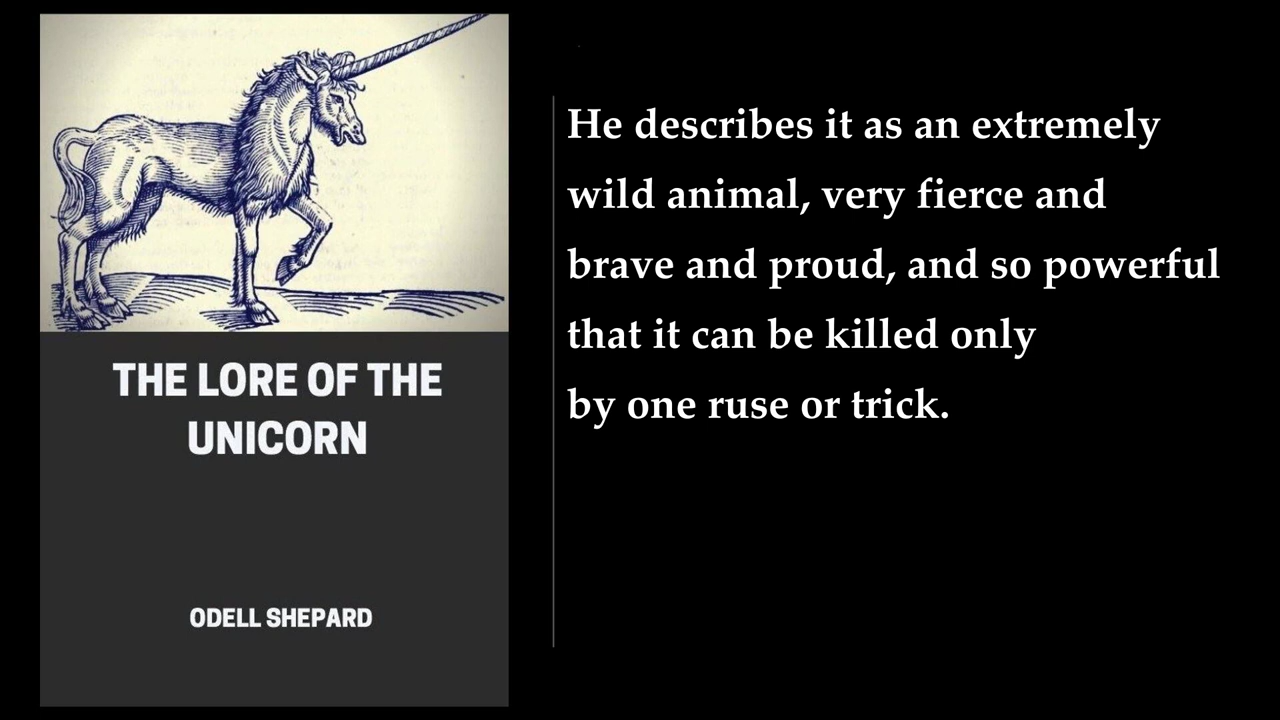 THE LORE OF THE
UNICORN
ODELL SHEPARD
He describes it as an extremely
wild animal, very fierce and
brave and proud, and so powerful
that it can be killed only
by one ruse or trick.